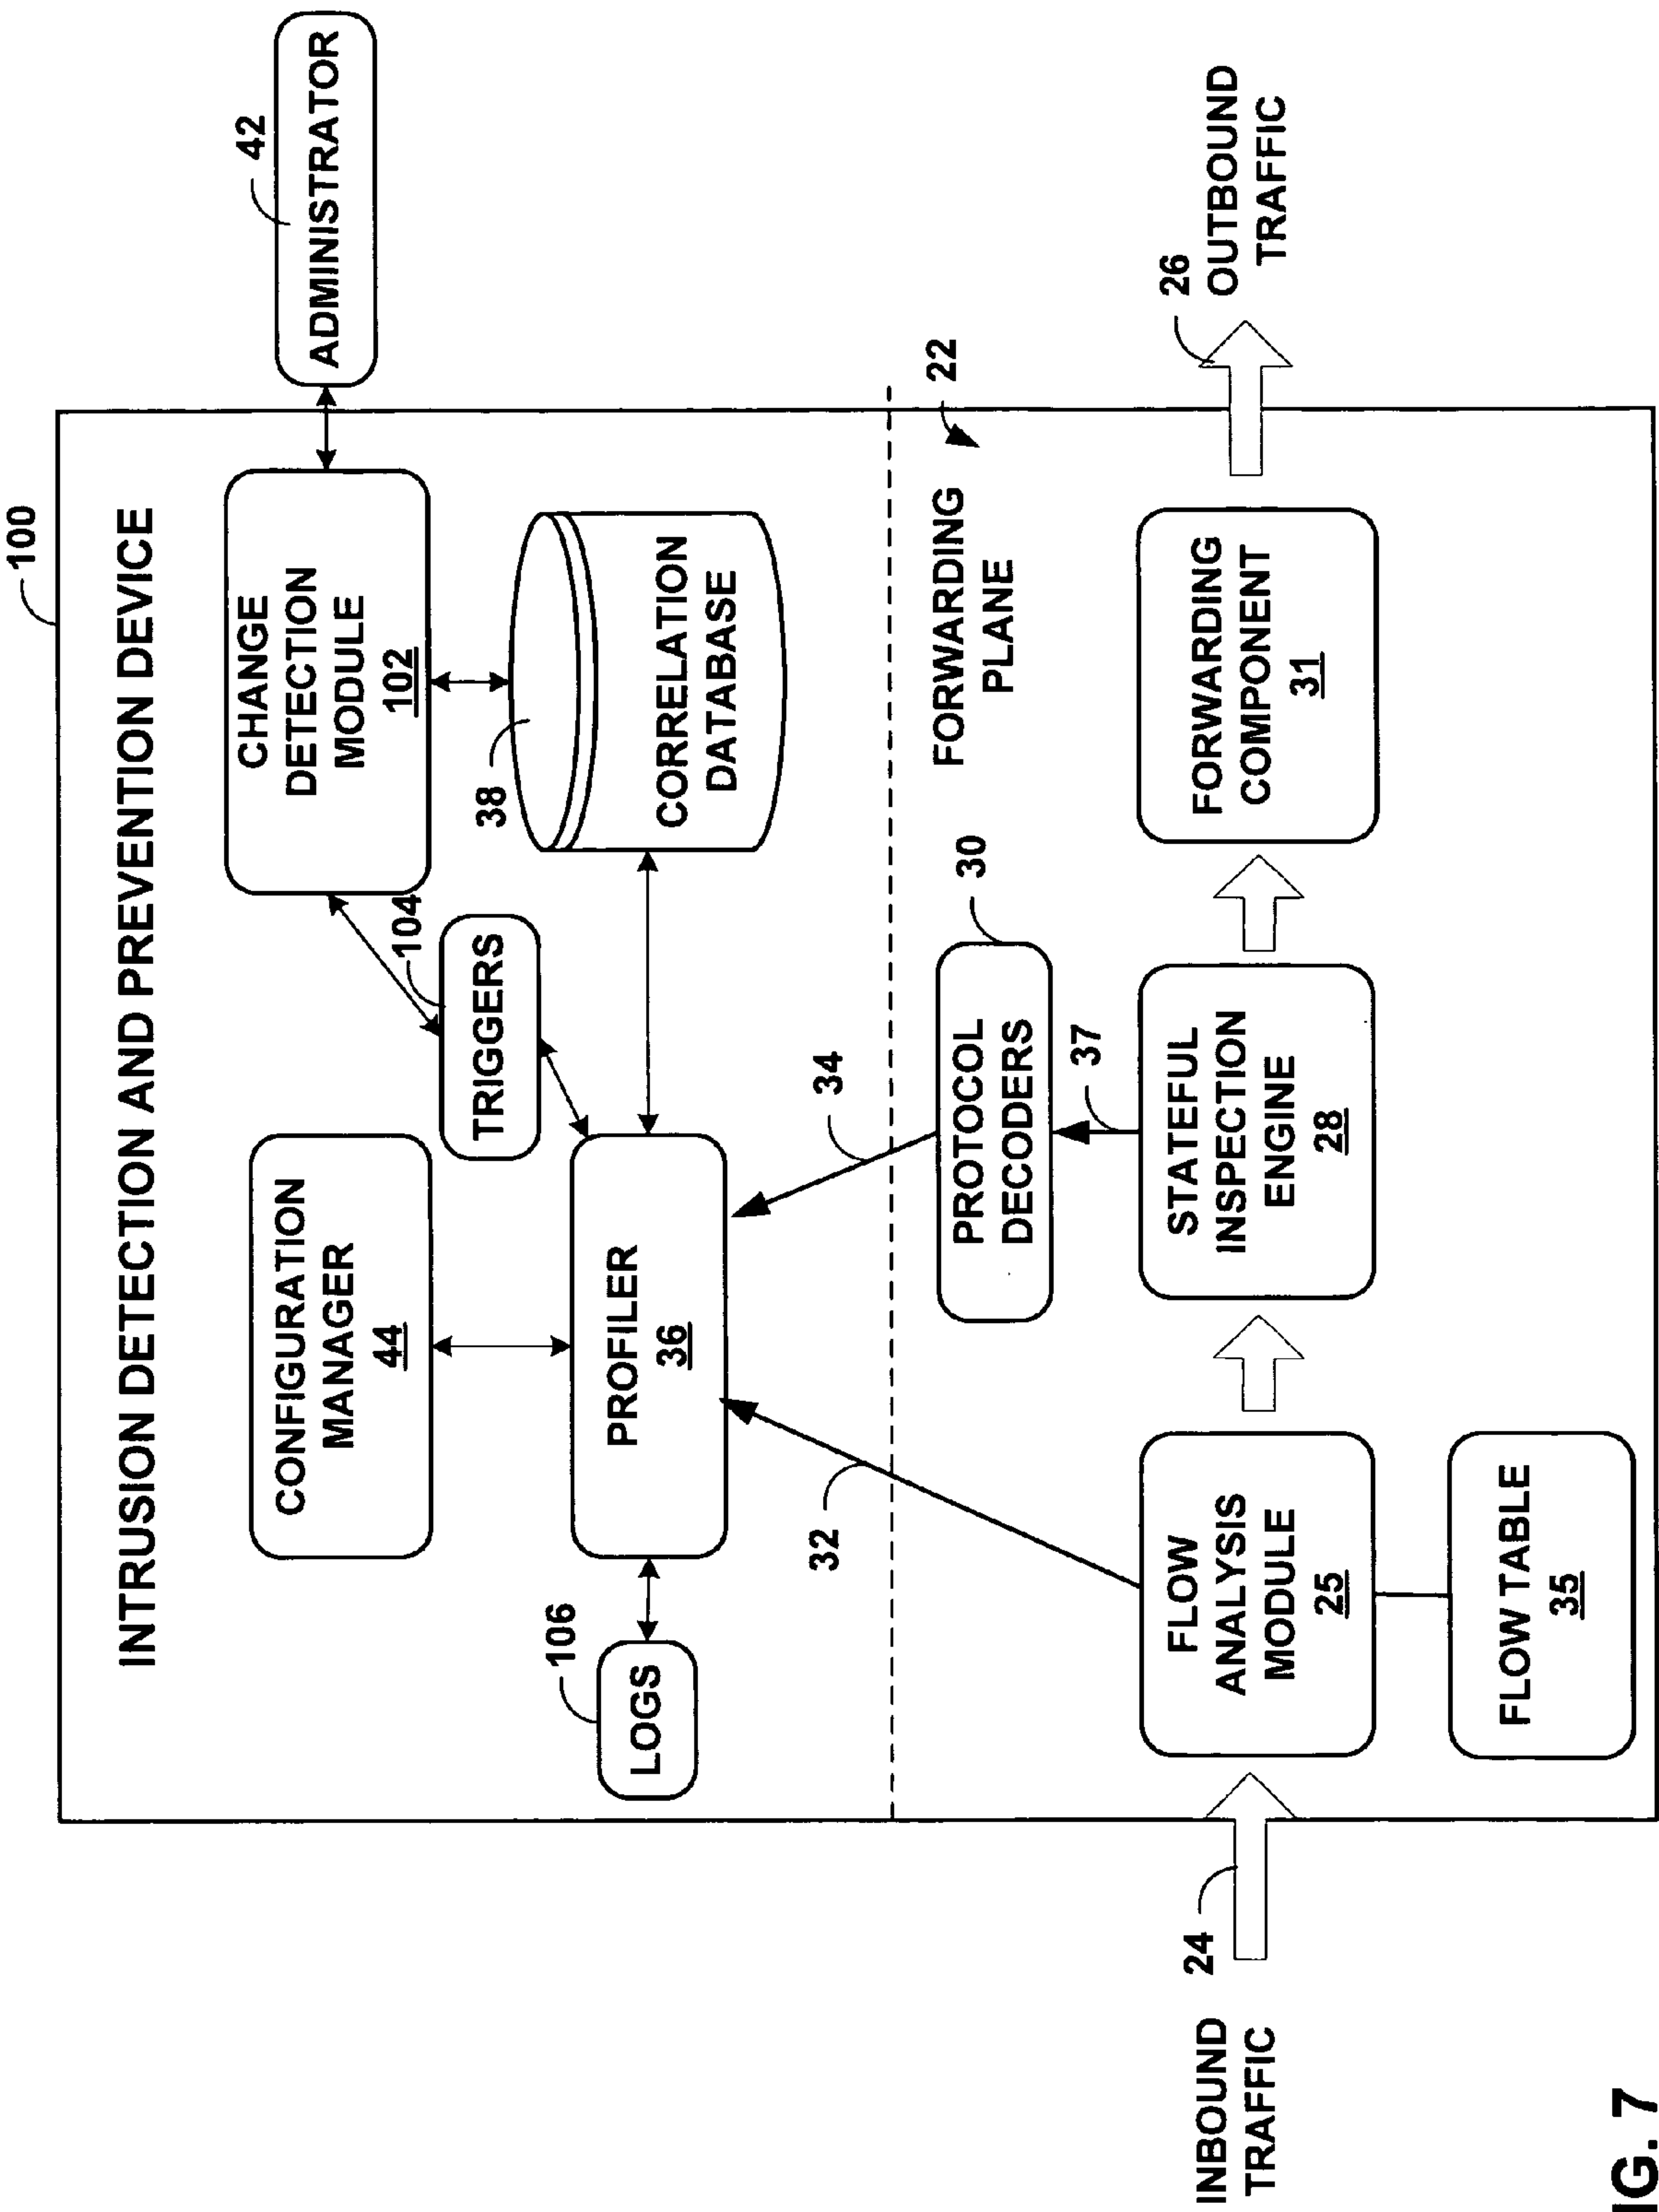 100
INTRUSION DETECTION AND PREVENTION DEVICE
42
ADMINISTRATOR
CONFIGURATION
MANAGER
44
CHANGE
DETECTION
MODULE
102
104
TRIGGERS
38
CORRELATION
DATABASE
106
LOGS
PROFILER
36
32
34
FORWARDING
PLANE
22
PROTOCOL
DECODERS
30
37
INBOUND
TRAFFIC
24
FLOW
ANALYSIS
MODULE
25
STATEFUL
INSPECTION
ENGINE
28
FORWARDING
COMPONENT
31
26
OUTBOUND
TRAFFIC
FLOW TABLE
35
IG. 7